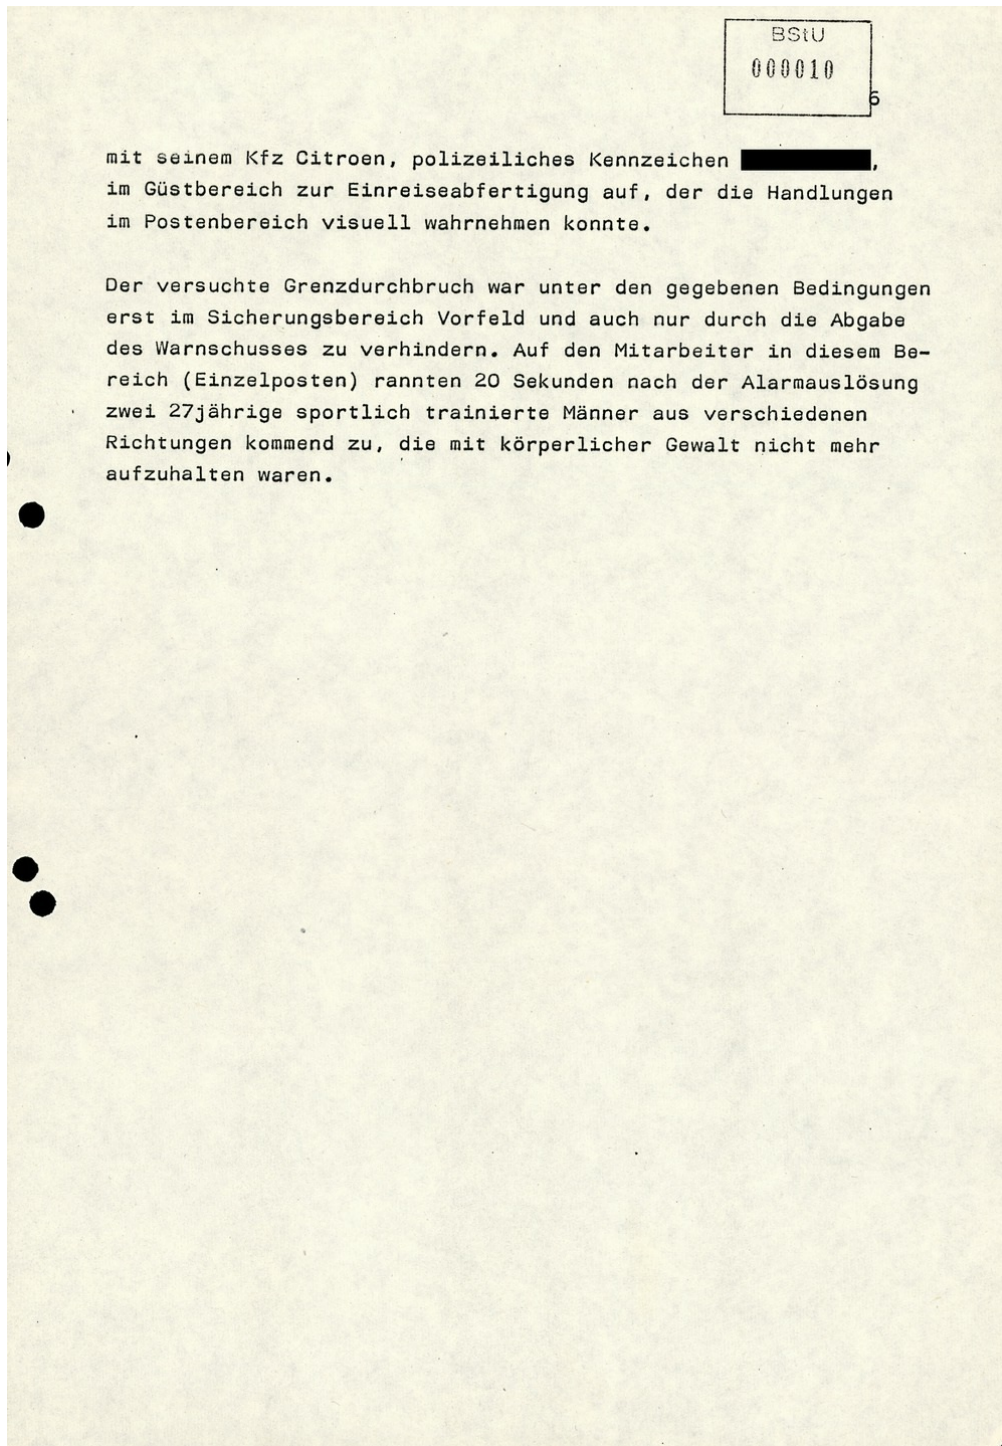 BStU
000010
6
mit seinem Kfz Citroen, polizeiliches Kennzeichen ,
im Güstbereich zur Einreiseabfertigung auf, der die Handlungen
im Postenbereich visuell wahrnehmen konnte.
Der versuchte Grenzdurchbruch war unter den gegebenen Bedingungen
erst im Sicherungsbereich Vorfeld und auch nur durch die Abgabe
des Warnschusses zu verhindern. Auf den Mitarbeiter in diesem Be-
reich (Einzelposten) rannten 20 Sekunden nach der Alarmauslösung
zwei 27jährige sportlich trainierte Männer aus verschiedenen
Richtungen kommend zu, die mit körperlicher Gewalt nicht mehr
aufzuhalten waren.